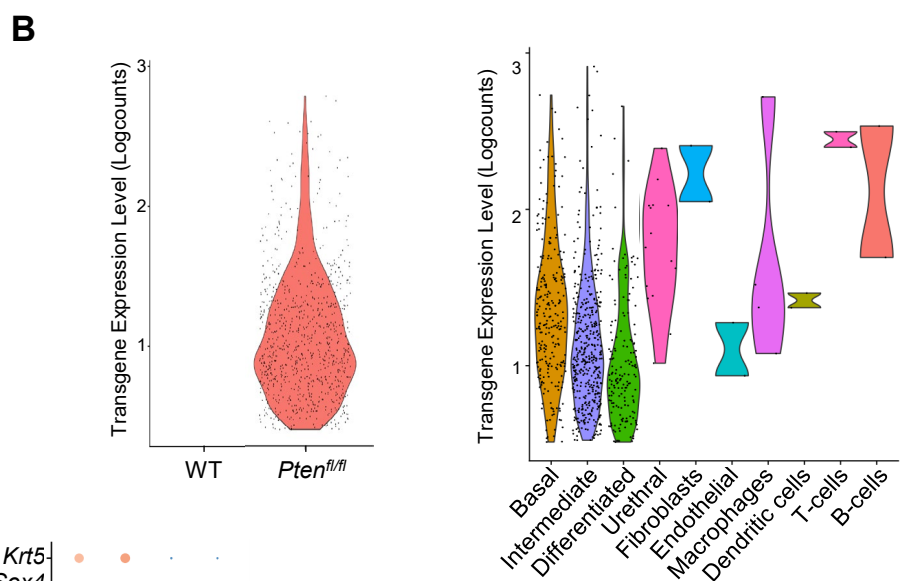 B
Transgene Expression Level (Logcounts)
3
2
1
WT
Pten^fl/fl
Transgene Expression Level (Logcounts)
3
2
1
Basal
Intermediate
Differentiated
Urethral
Fibroblasts
Endothelial
Macrophages
Dendritic cells
T-cells
B-cells
Krt5